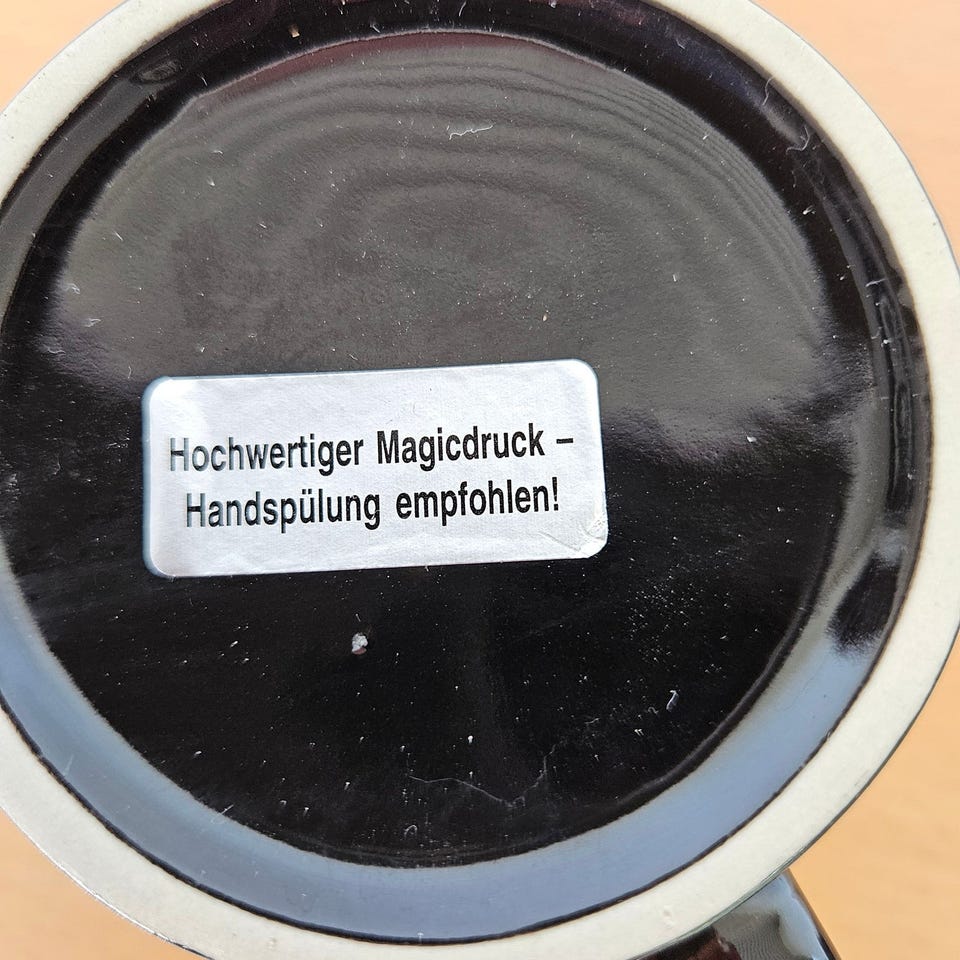 Hochwertiger Magicdruck –
Handspülung empfohlen!